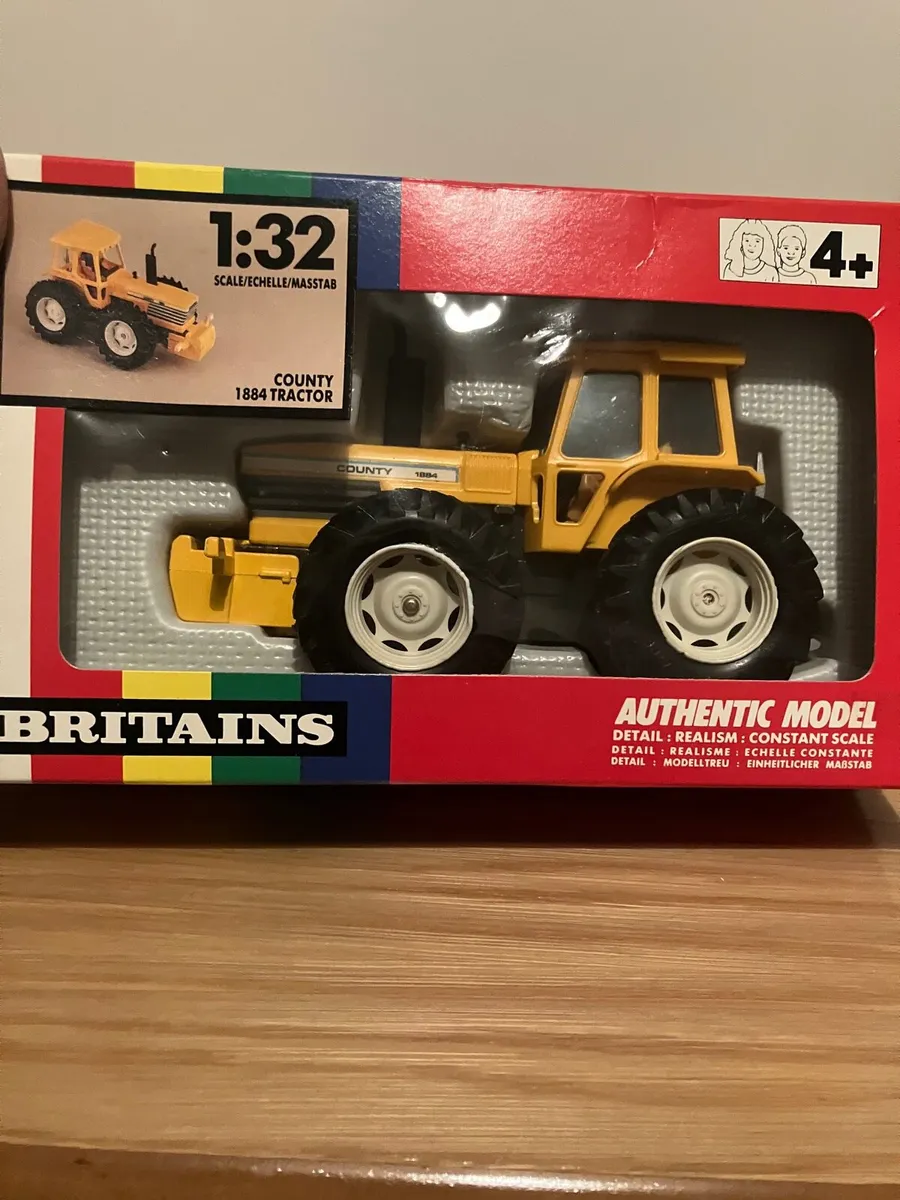 1:32
SCALE/ECHELLE/MASSTAB
COUNTY
1884 TRACTOR
4+
COUNTY 1884
BRITAINS
AUTHENTIC MODEL
DETAIL : REALISM : CONSTANT SCALE
DETAIL : REALISME : ECHELLE CONSTANTE
DETAIL : MODELLTREU : EINHEITLICHER MAßSTAB